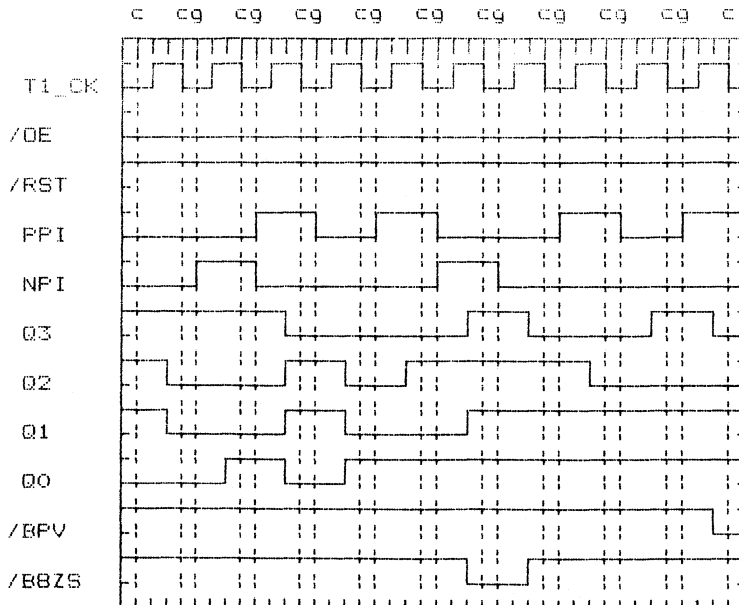 c cg cg cg cg cg cg cg cg cg c
T1_CK
/OE
/RST
PPI
NPI
Q3
Q2
Q1
Q0
/BPV
/B8ZS